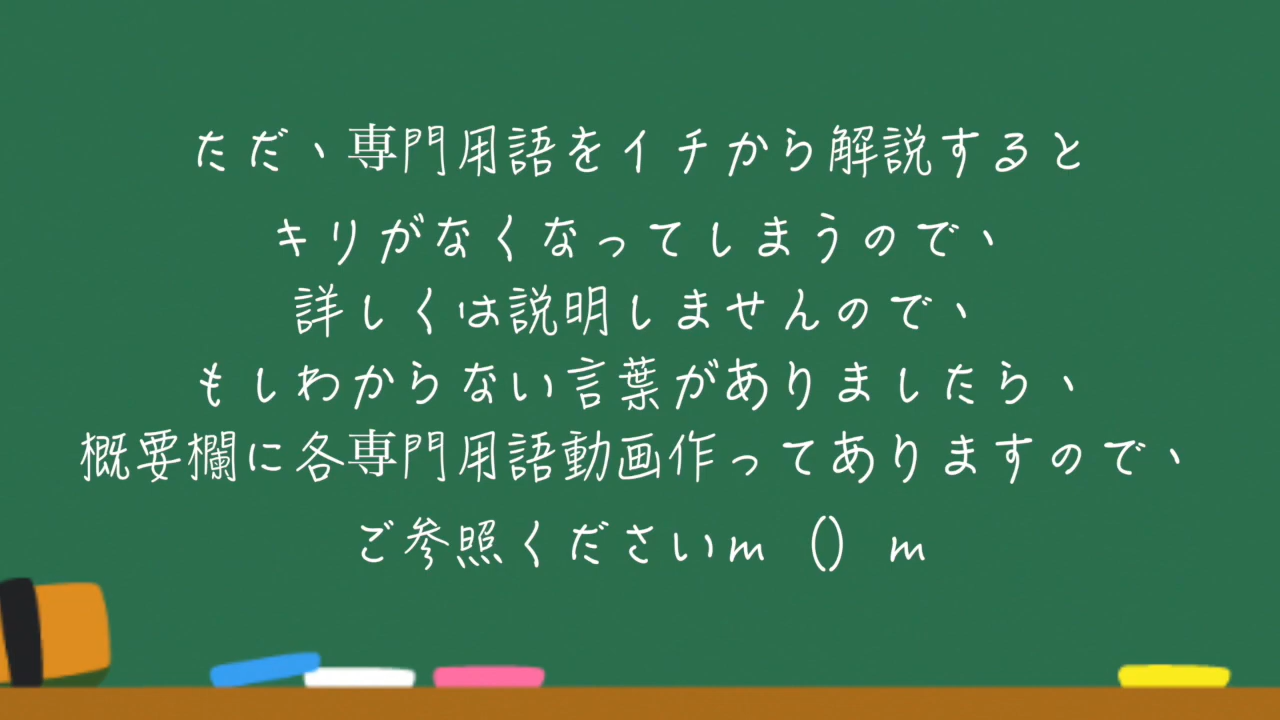 ただ、専門用語をイチから解説すると
キリがなくなってしまうので、
詳しくは説明しませんので、
もしわからない言葉がありましたら、
概要欄に各専門用語動画作ってありますので、
ご参照くださいm（）m